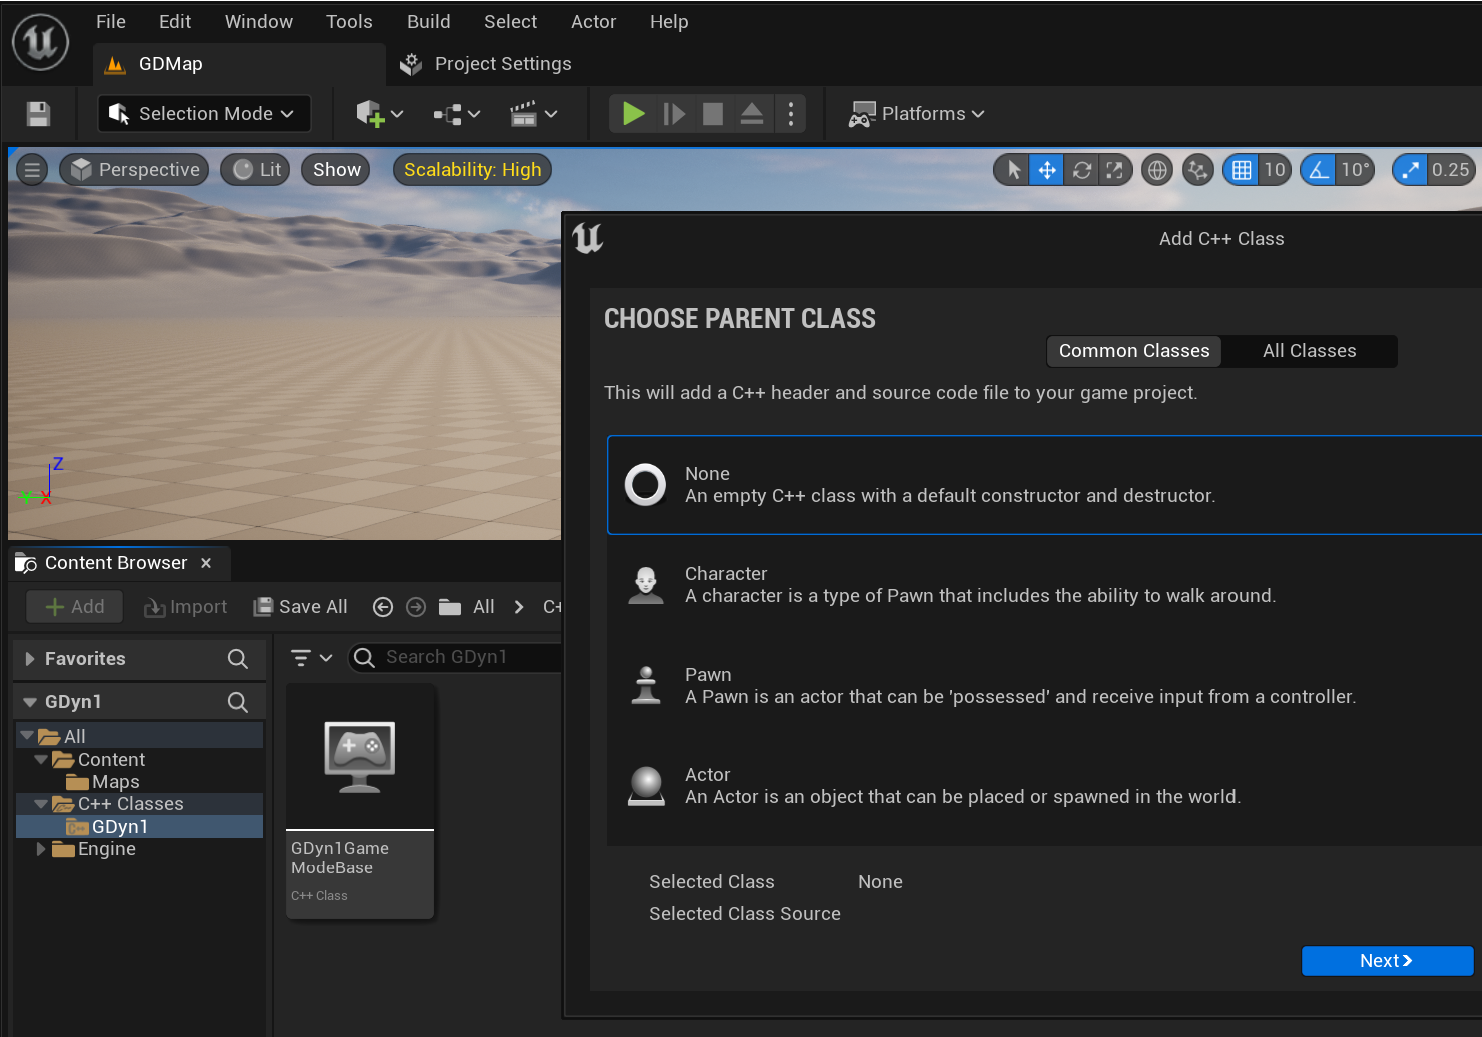 File Edit Window Tools Build Select Actor Help
GDMap Project Settings
Selection Mode Platforms
Perspective Lit Show Scalability: High 10 10° 0.25
Add C++ Class
CHOOSE PARENT CLASS
Common Classes All Classes
This will add a C++ header and source code file to your game project.
None
An empty C++ class with a default constructor and destructor.
Character
A character is a type of Pawn that includes the ability to walk around.
Pawn
A Pawn is an actor that can be 'possessed' and receive input from a controller.
Actor
An Actor is an object that can be placed or spawned in the world.
Selected Class None
Selected Class Source
Next
Z
Y X
Content Browser
Add Import Save All All C+
Favorites
Search GDyn1
GDyn1
All
Content
Maps
C++ Classes
GDyn1
Engine
GDyn1Game
ModeBase
C++ Class